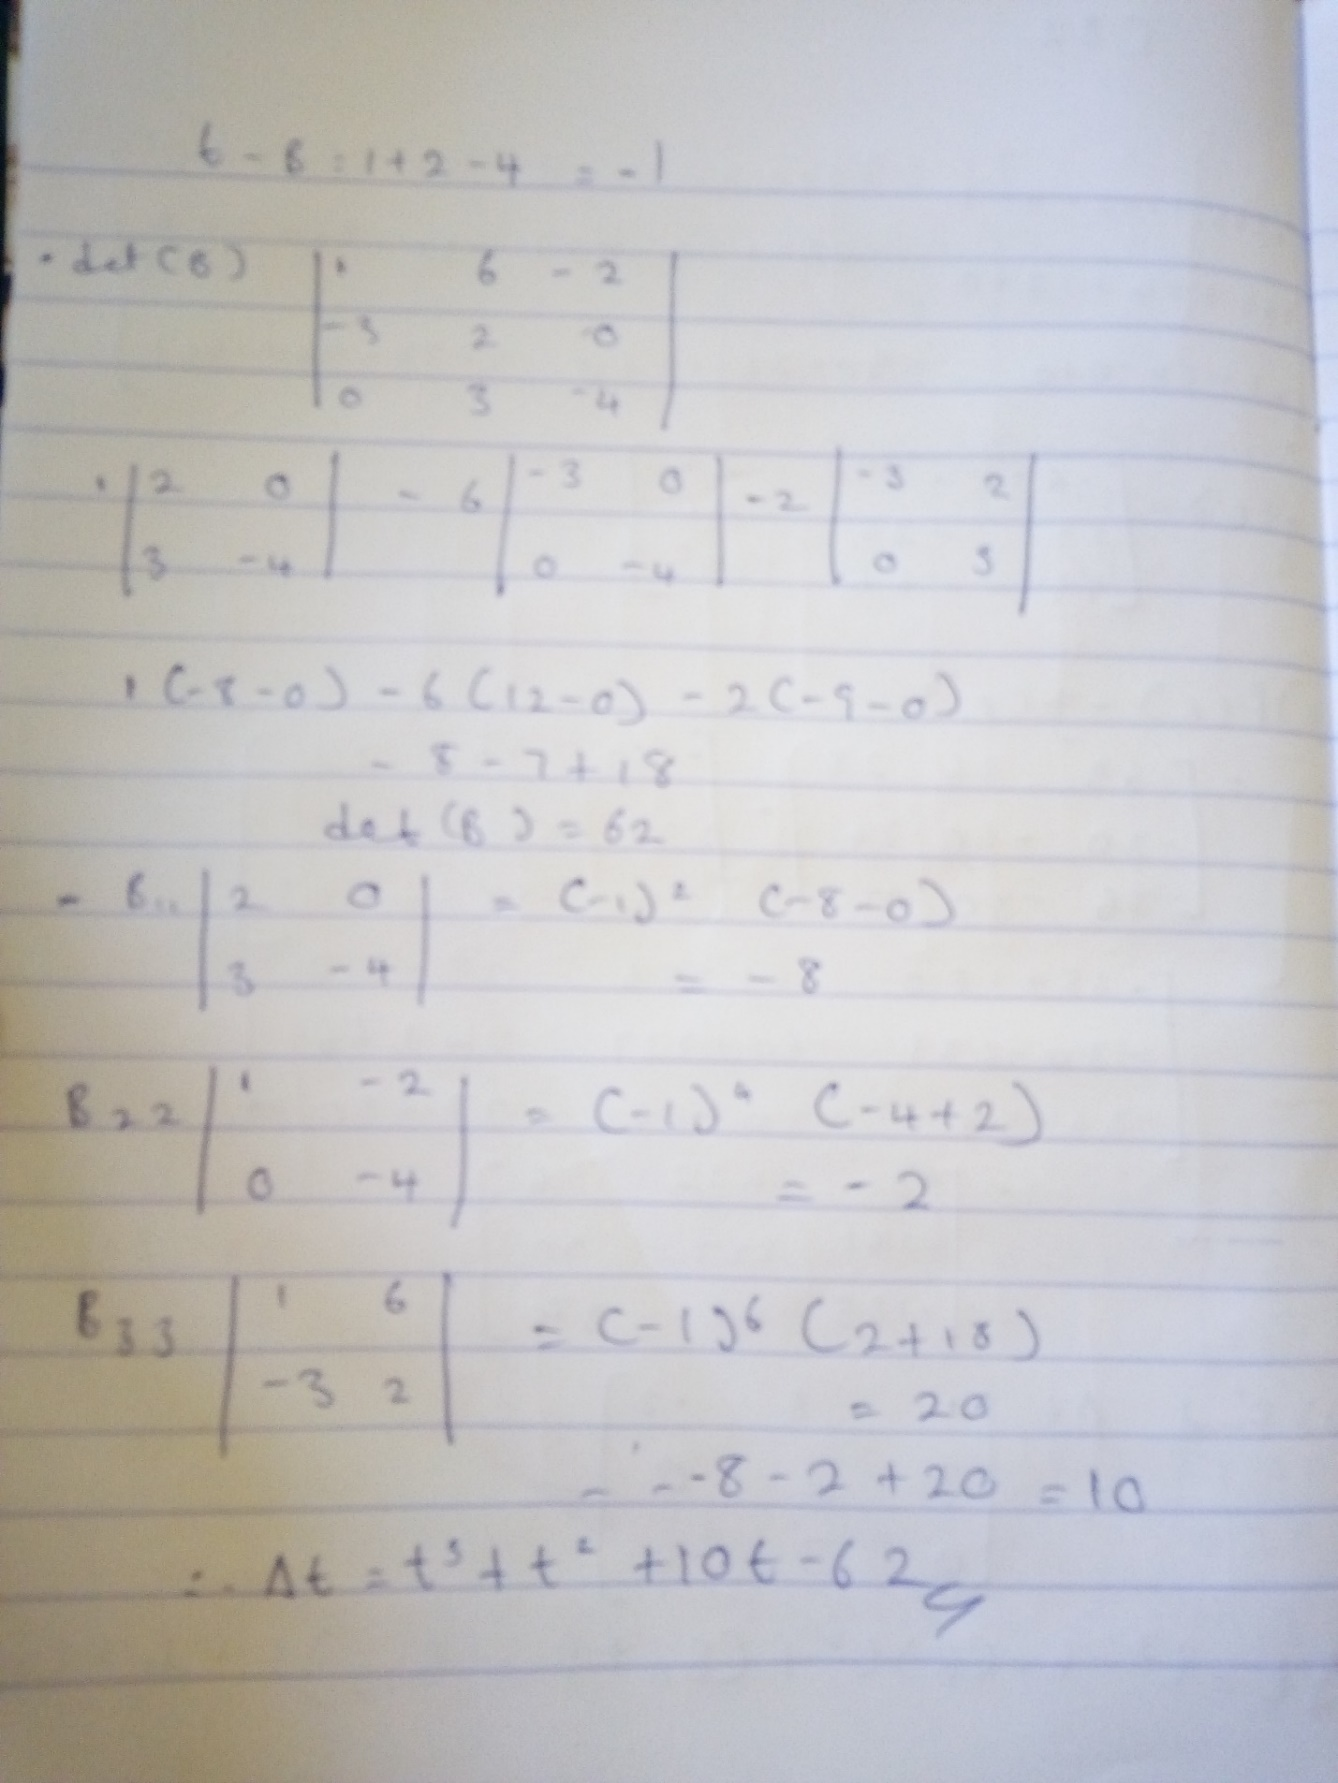 6 - B = 1 + 2 - 4 = -1
• det (B) | 1 6 -2 |
| -3 2 0 |
| 0 3 -4 |
1 | 2 0 | - 6 | -3 0 | -2 | -3 2 |
| 3 -4 | | 0 -4 | | 0 3 |
1 (-8-0) - 6 (12-0) - 2 (-9-0)
- 8 - 7 + 18
det (B) = 62
- B11 | 2 0 | = (-1)² (-8-0)
| 3 -4 | = -8
B22 | 1 -2 | = (-1)⁴ (-4+2)
| 0 -4 | = -2
B33 | 1 6 | = (-1)⁶ (2+18)
| -3 2 | = 20
- - -8 - 2 + 20 = 10
∴ Δt = t³ + t² + 10t - 62